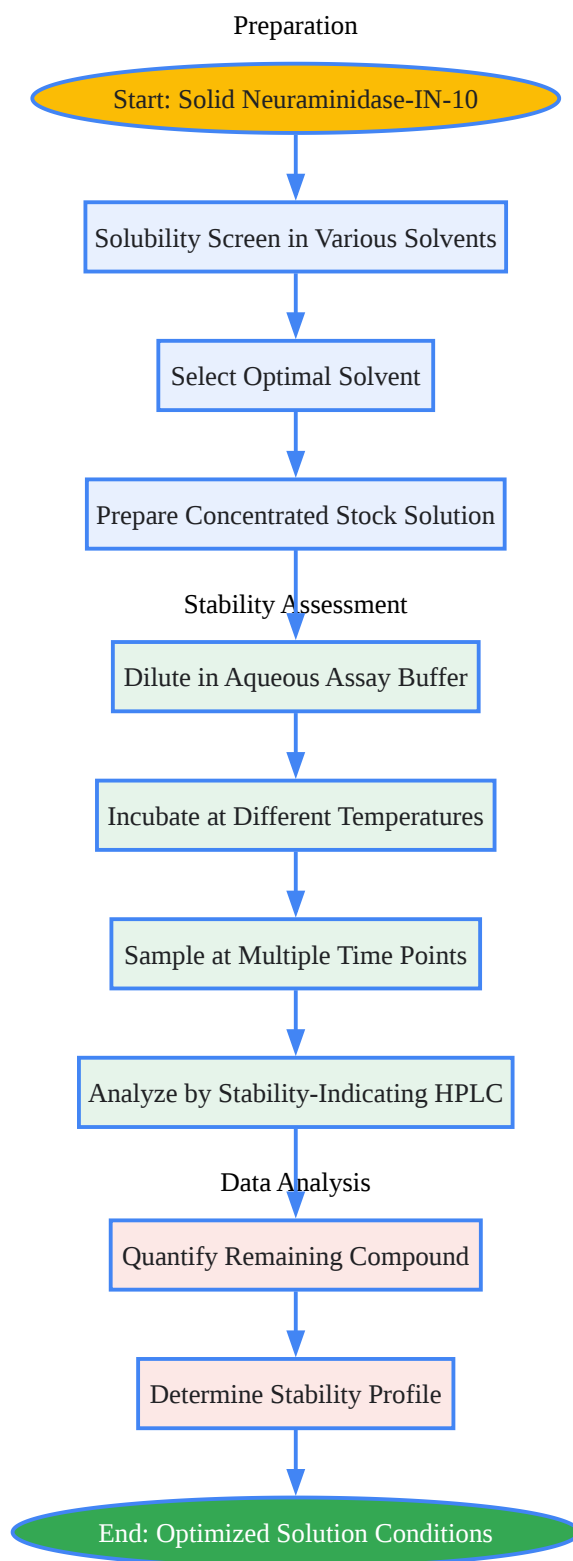 Preparation
Start: Solid Neuraminidase-IN-10
Solubility Screen in Various Solvents
Select Optimal Solvent
Prepare Concentrated Stock Solution
Stability Assessment
Dilute in Aqueous Assay Buffer
Incubate at Different Temperatures
Sample at Multiple Time Points
Analyze by Stability-Indicating HPLC
Data Analysis
Quantify Remaining Compound
Determine Stability Profile
End: Optimized Solution Conditions